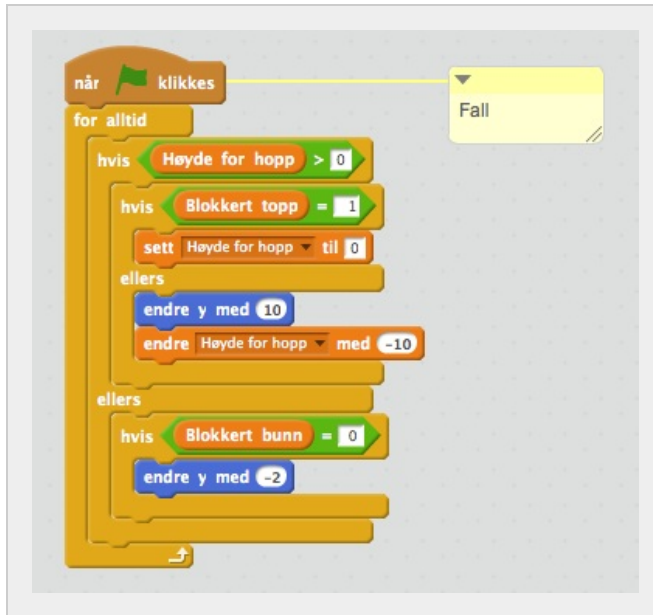 når klikkes
Fall
for alltid
hvis Høyde for hopp > 0
hvis Blokkert topp = 1
sett Høyde for hopp til 0
ellers
endre y med 10
endre Høyde for hopp med -10
ellers
hvis Blokkert bunn = 0
endre y med -2